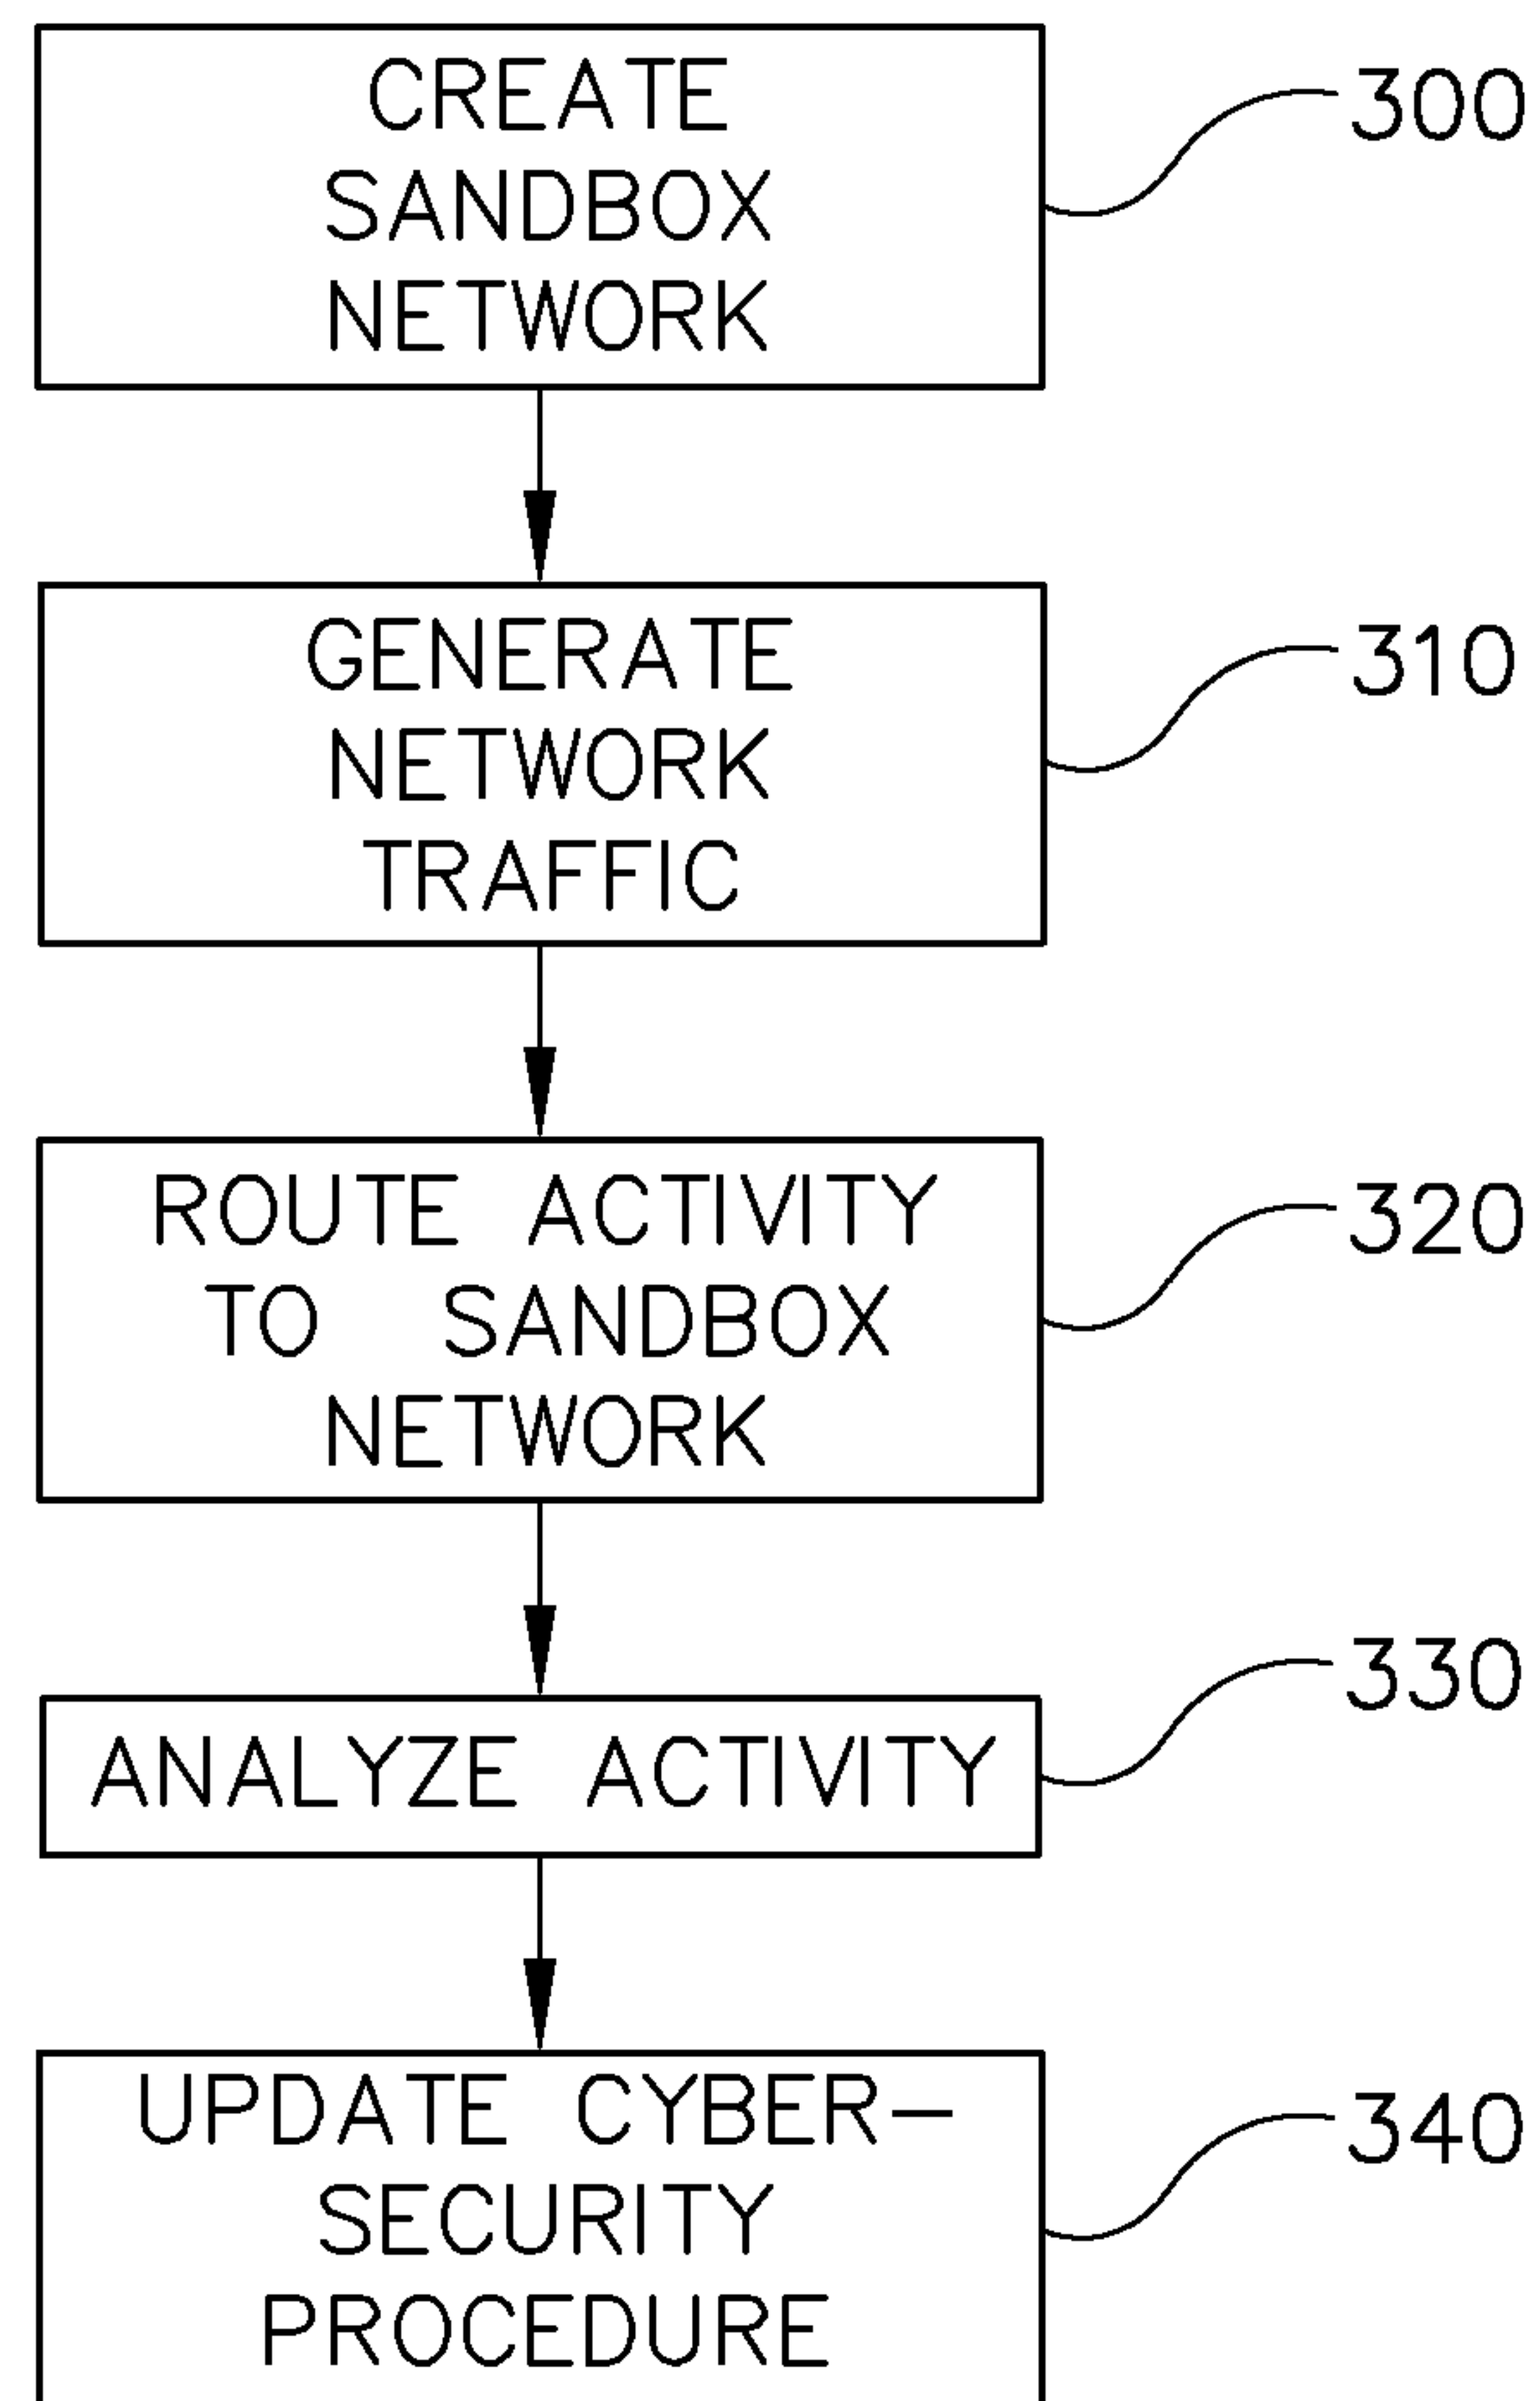 CREATE
SANDBOX
NETWORK
300
GENERATE
NETWORK
TRAFFIC
310
ROUTE ACTIVITY
TO SANDBOX
NETWORK
320
ANALYZE ACTIVITY
330
UPDATE CYBER-
SECURITY
PROCEDURE
340